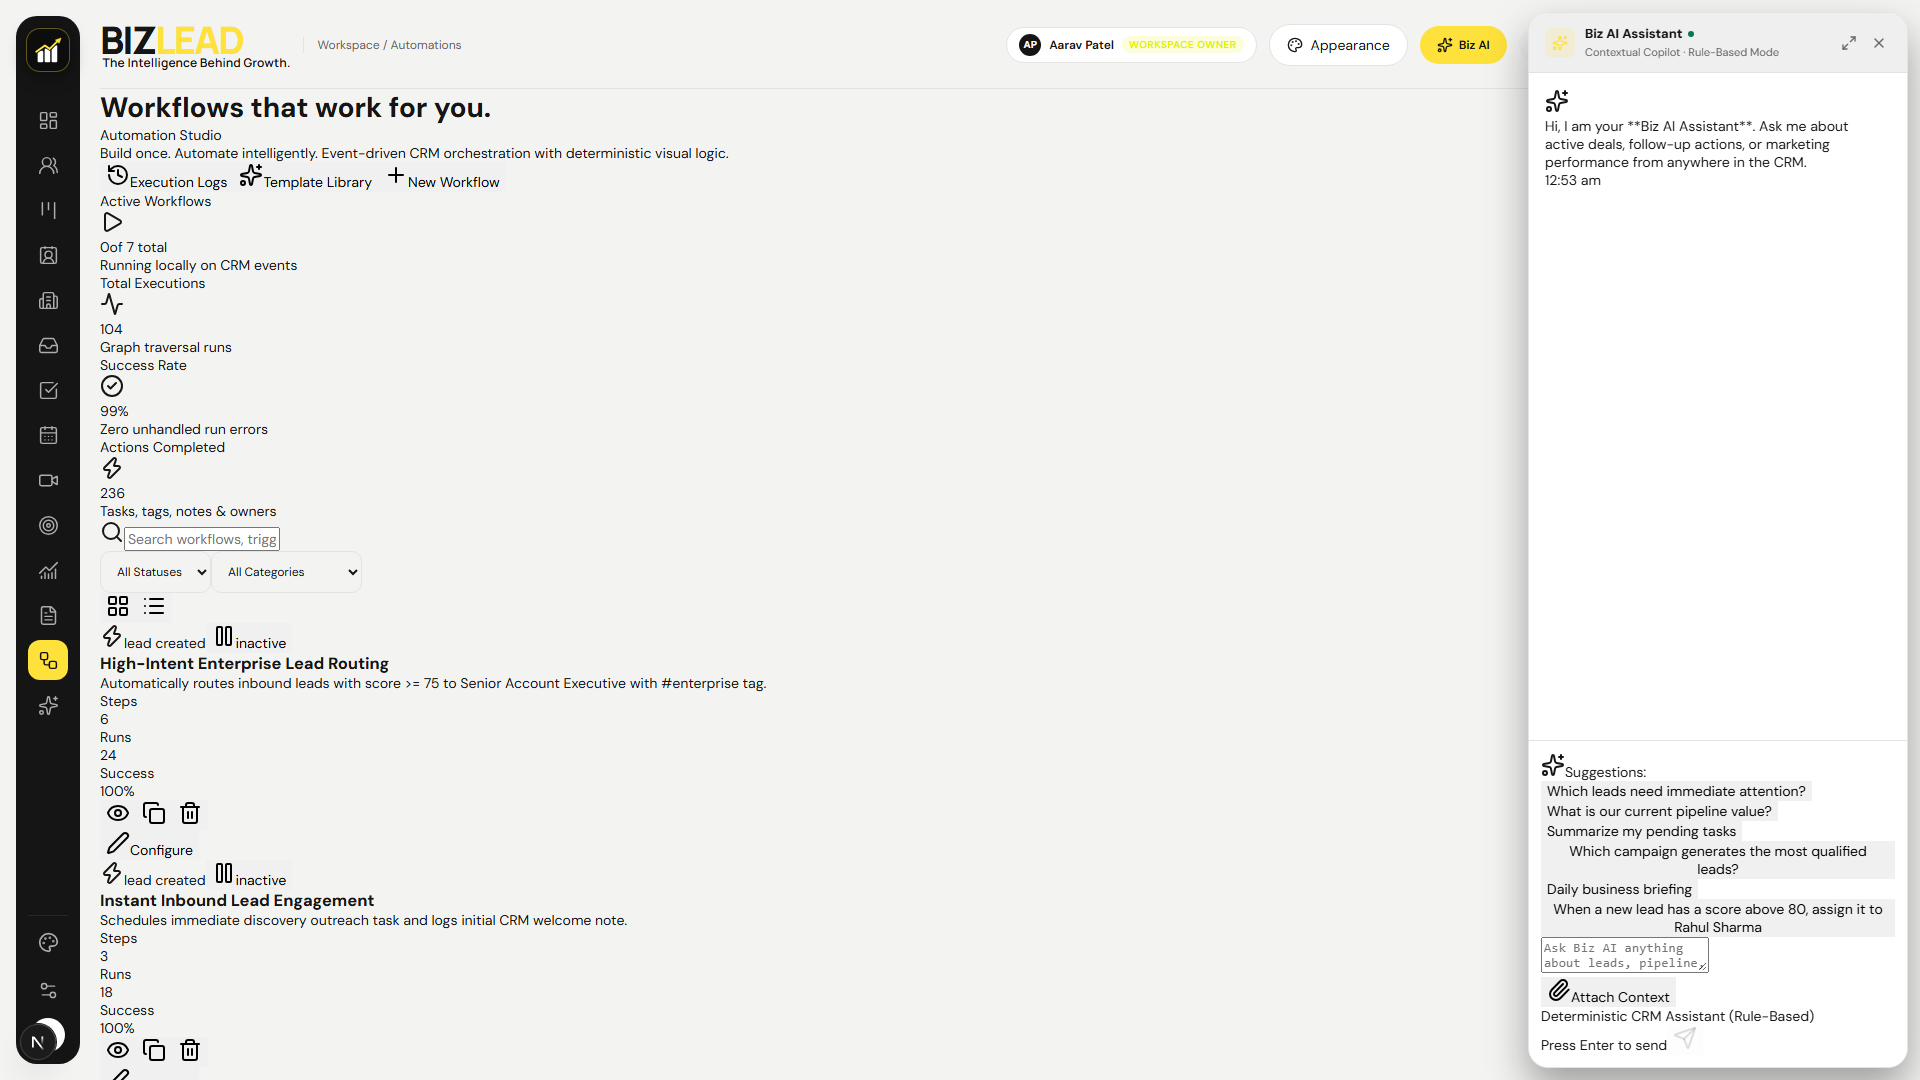 BIZLEAD
The Intelligence Behind Growth.
Workspace / Automations
AP
Aarav Patel
WORKSPACE OWNER
Appearance
Biz AI
Workflows that work for you.
Automation Studio
Build once. Automate intelligently. Event-driven CRM orchestration with deterministic visual logic.
Execution Logs
Template Library
New Workflow
Active Workflows
0of 7 total
Running locally on CRM events
Total Executions
104
Graph traversal runs
Success Rate
99%
Zero unhandled run errors
Actions Completed
236
Tasks, tags, notes & owners
Search workflows, trigg
All Statuses
All Categories
lead created
inactive
High-Intent Enterprise Lead Routing
Automatically routes inbound leads with score >= 75 to Senior Account Executive with #enterprise tag.
Steps
6
Runs
24
Success
100%
Configure
lead created
inactive
Instant Inbound Lead Engagement
Schedules immediate discovery outreach task and logs initial CRM welcome note.
Steps
3
Runs
18
Success
100%
N
Biz AI Assistant
Contextual Copilot · Rule-Based Mode
Hi, I am your **Biz AI Assistant**. Ask me about
active deals, follow-up actions, or marketing
performance from anywhere in the CRM.
12:53 am
Suggestions:
Which leads need immediate attention?
What is our current pipeline value?
Summarize my pending tasks
Which campaign generates the most qualified
leads?
Daily business briefing
When a new lead has a score above 80, assign it to
Rahul Sharma
Ask Biz AI anything
about leads, pipeline,
Attach Context
Deterministic CRM Assistant (Rule-Based)
Press Enter to send